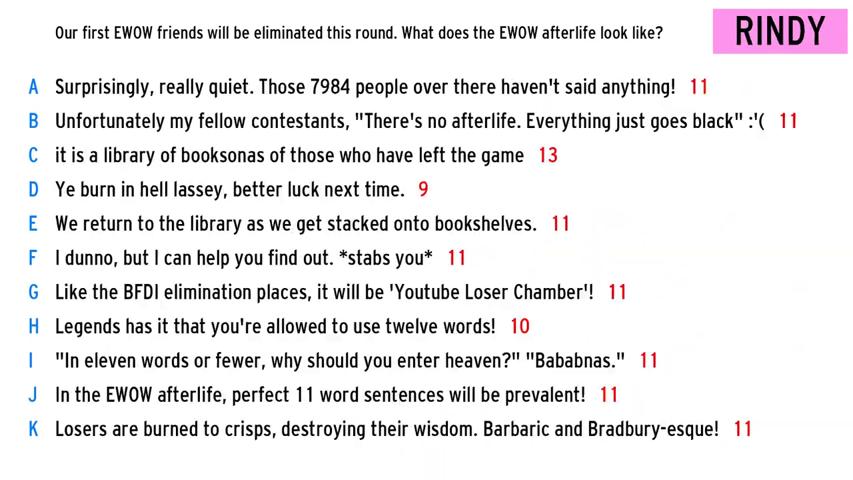 Our first EWOW friends will be eliminated this round. What does the EWOW afterlife look like?
RINDY
A Surprisingly, really quiet. Those 7984 people over there haven't said anything! 11
B Unfortunately my fellow contestants, "There's no afterlife. Everything just goes black" :'( 11
C it is a library of booksonas of those who have left the game 13
D Ye burn in hell lassey, better luck next time. 9
E We return to the library as we get stacked onto bookshelves. 11
F I dunno, but I can help you find out. *stabs you* 11
G Like the BFDI elimination places, it will be 'Youtube Loser Chamber'! 11
H Legends has it that you're allowed to use twelve words! 10
I "In eleven words or fewer, why should you enter heaven?" "Bababnas." 11
J In the EWOW afterlife, perfect 11 word sentences will be prevalent! 11
K Losers are burned to crisps, destroying their wisdom. Barbaric and Bradbury-esque! 11